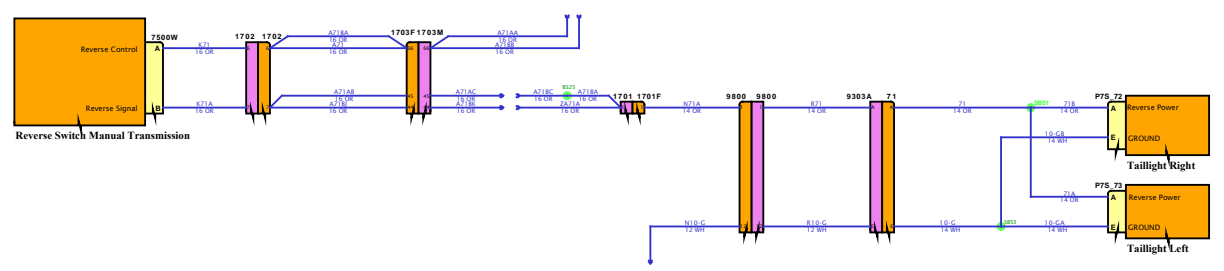 Reverse Switch Manual Transmission
Reverse Control
Reverse Signal
7500W
A
B
K71
16 OR
K71A
16 OR
1702 1702
A71BA
16 OR
A71
16 OR
A71AB
16 OR
A71BJ
16 OR
1703F 1703M
A71AA
16 OR
A71BB
16 OR
A71AC
16 OR
A71BK
16 OR
A71BC
16 OR
A71BA
16 OR
ZA71A
16 OR
1701 1701F
N71A
14 OR
9800 9800
R71
14 OR
9303A 71
A
A
71
14 OR
71B
14 OR
10-GB
14 WH
71A
14 OR
N10-G
12 WH
R10-G
12 WH
E
10-G
14 WH
10-GA
14 WH
P7S_72
A
E
Reverse Power
GROUND
Taillight Right
P7S_73
A
E
Reverse Power
GROUND
Taillight Left